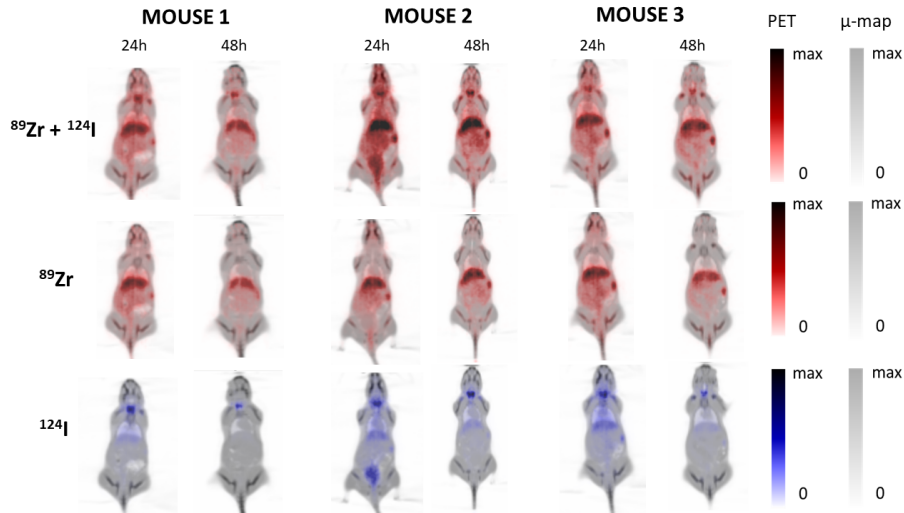 MOUSE 1 MOUSE 2 MOUSE 3 PET μ-map
24h 48h 24h 48h 24h 48h
max max
⁸⁹Zr + ¹²⁴I
0 0
max max
⁸⁹Zr
0 0
max max
¹²⁴I
0 0